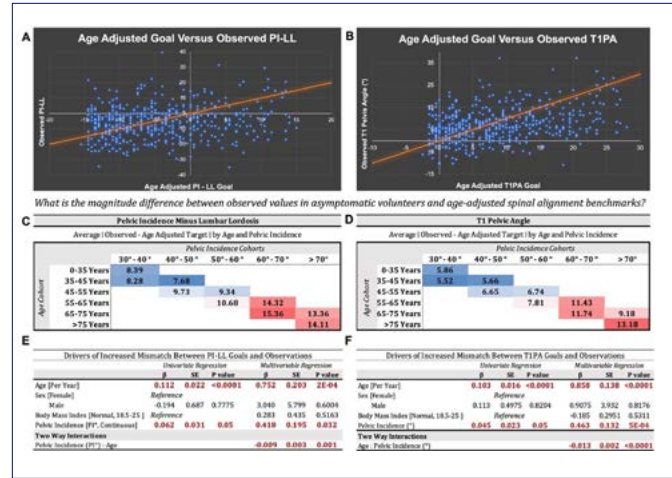 A
Age Adjusted Goal Versus Observed PI-LL
Observed PI-LL
Age Adjusted PI - LL Goal
B
Age Adjusted Goal Versus Observed T1PA
Observed T1 Pelvic Angle (°)
Age Adjusted T1PA Goal
What is the magnitude difference between observed values in asymptomatic volunteers and age-adjusted spinal alignment benchmarks?
C
Pelvic Incidence Minus Lumbar Lordosis
Average | Observed - Age Adjusted Target | by Age and Pelvic Incidence
Pelvic Incidence Cohorts
30°-40° 40°-50° 50°-60° 60°-70° >70°
Age Cohort
0-35 Years 8.39
35-45 Years 8.28 7.68
45-55 Years 9.73 9.34
55-65 Years 10.60 14.32
65-75 Years 15.36 13.36
>75 Years 14.11
D
T1 Pelvic Angle
Average | Observed - Age Adjusted Target | by Age and Pelvic Incidence
Pelvic Incidence Cohorts
30°-40° 40°-50° 50°-60° 60°-70° >70°
Age Cohort
0-35 Years 5.86
35-45 Years 5.52 5.66
45-55 Years 6.65 6.74
55-65 Years 7.81 11.43
65-75 Years 11.74 9.18
>75 Years 13.18
E
Drivers of Increased Mismatch Between PI-LL Goals and Observations
Univariate Regression Multivariable Regression
β SE P value β SE P value
Age [Per Year] 0.112 0.022 <0.0001 0.752 0.203 2E-04
Sex [Female] Reference
Male -0.194 0.687 0.7775 3.040 5.799 0.6004
Body Mass Index [Normal, 18.5-25 ] Reference 0.283 0.435 0.5163
Pelvic Incidence [PI°, Continuous] 0.062 0.031 0.05 0.418 0.195 0.032
Two Way Interactions
Pelvic Incidence (PI°) - Age -0.009 0.003 0.001
F
Drivers of Increased Mismatch Between T1PA Goals and Observations
Univariate Regression Multivariable Regression
β SE P value β SE P value
Age [Per Year] 0.103 0.016 <0.0001 0.858 0.138 <0.0001
Sex [Female] Reference
Male 0.113 0.4975 0.8204 0.9075 3.932 0.8176
Body Mass Index [Normal, 18.5-25 ] Reference -0.185 0.2951 0.5311
Pelvic Incidence (°) 0.045 0.023 0.05 0.463 0.132 5E-04
Two Way Interactions
Age : Pelvic Incidence (°) -0.013 0.002 <0.0001